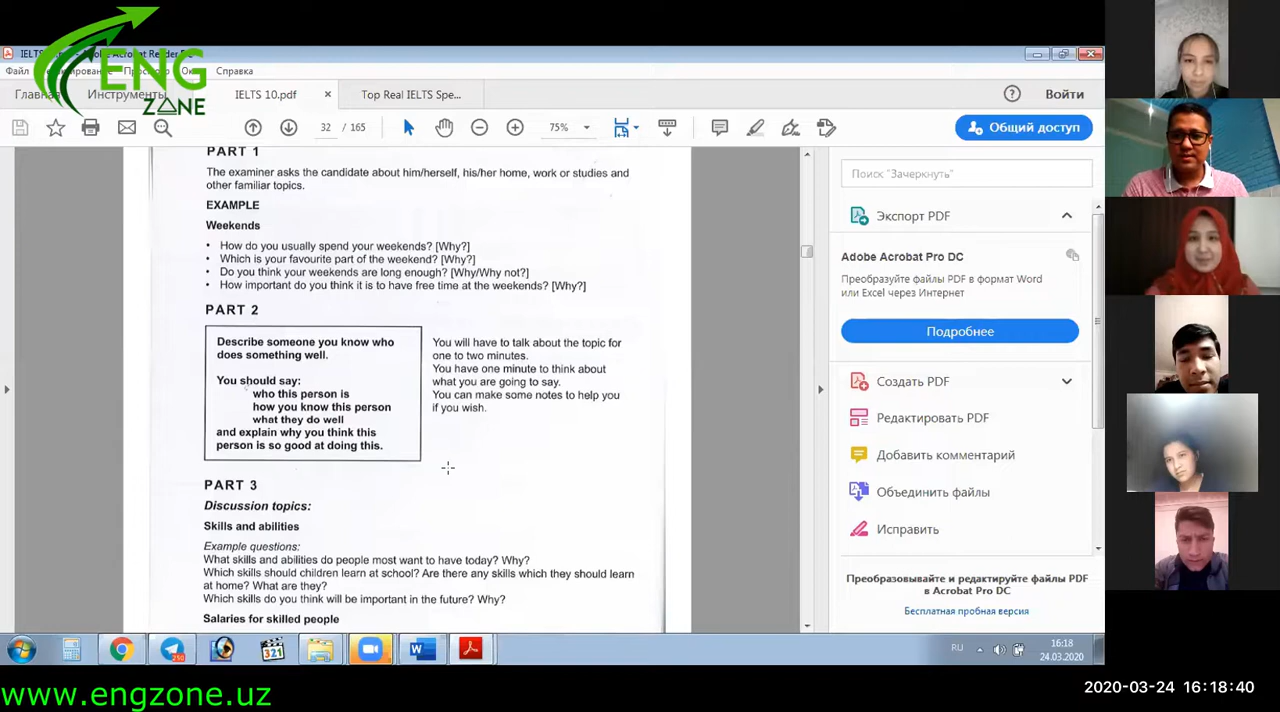 ENG
ZONE
Справка
IELTS 10.pdf
Top Real IELTS Spe...
Войти
32 / 165
75%
Общий доступ
PART 1
The examiner asks the candidate about him/herself, his/her home, work or studies and
other familiar topics.
EXAMPLE
Weekends
• How do you usually spend your weekends? [Why?]
• Which is your favourite part of the weekend? [Why?]
• Do you think your weekends are long enough? [Why/Why not?]
• How important do you think it is to have free time at the weekends? [Why?]
PART 2
Describe someone you know who
does something well.
You should say:
who this person is
how you know this person
what they do well
and explain why you think this
person is so good at doing this.
You will have to talk about the topic for
one to two minutes.
You have one minute to think about
what you are going to say.
You can make some notes to help you
if you wish.
PART 3
Discussion topics:
Skills and abilities
Example questions:
What skills and abilities do people most want to have today? Why?
Which skills should children learn at school? Are there any skills which they should learn
at home? What are they?
Which skills do you think will be important in the future? Why?
Salaries for skilled people
Поиск "Зачеркнуть"
Экспорт PDF
Adobe Acrobat Pro DC
Преобразуйте файлы PDF в формат Word
или Excel через Интернет
Подробнее
Создать PDF
Редактировать PDF
Добавить комментарий
Объединить файлы
Исправить
Преобразовывайте и редактируйте файлы PDF
в Acrobat Pro DC
Бесплатная пробная версия
321
RU
16:18
24.03.2020
www.engzone.uz
2020-03-24 16:18:40